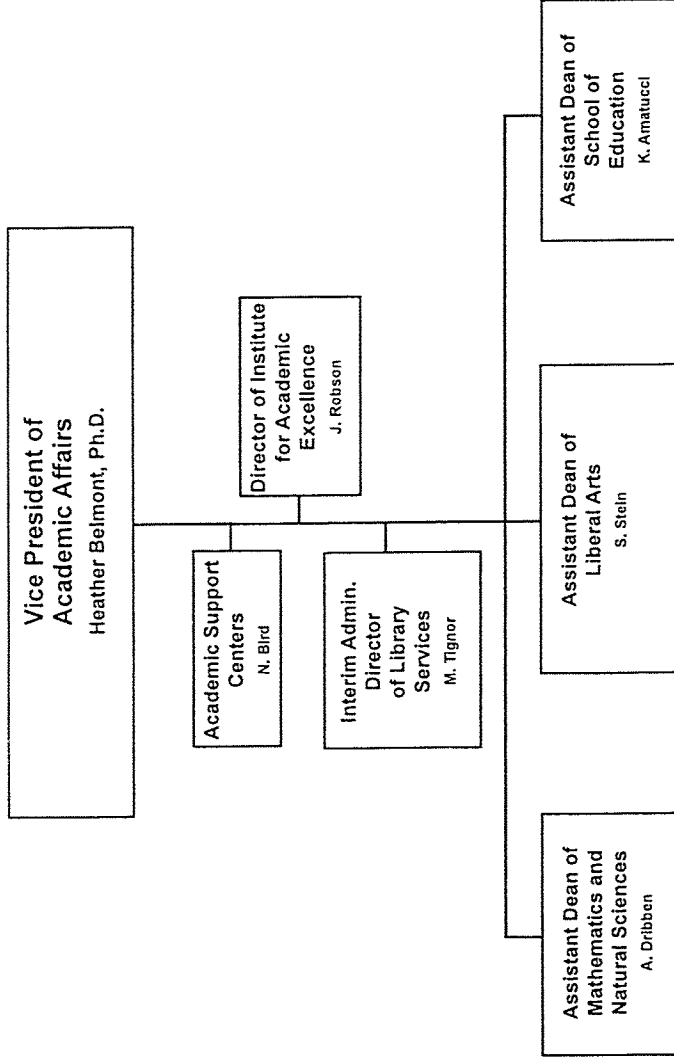 Vice President of
Academic Affairs
Heather Belmont, Ph.D.
Academic Support
Centers
N. Bird
Director of Institute
for Academic
Excellence
J. Robson
Interim Admin.
Director
of Library
Services
M. Tignor
Assistant Dean of
Mathematics and
Natural Sciences
A. Dribben
Assistant Dean of
Liberal Arts
S. Stein
Assistant Dean of
School of
Education
K. Amatucci